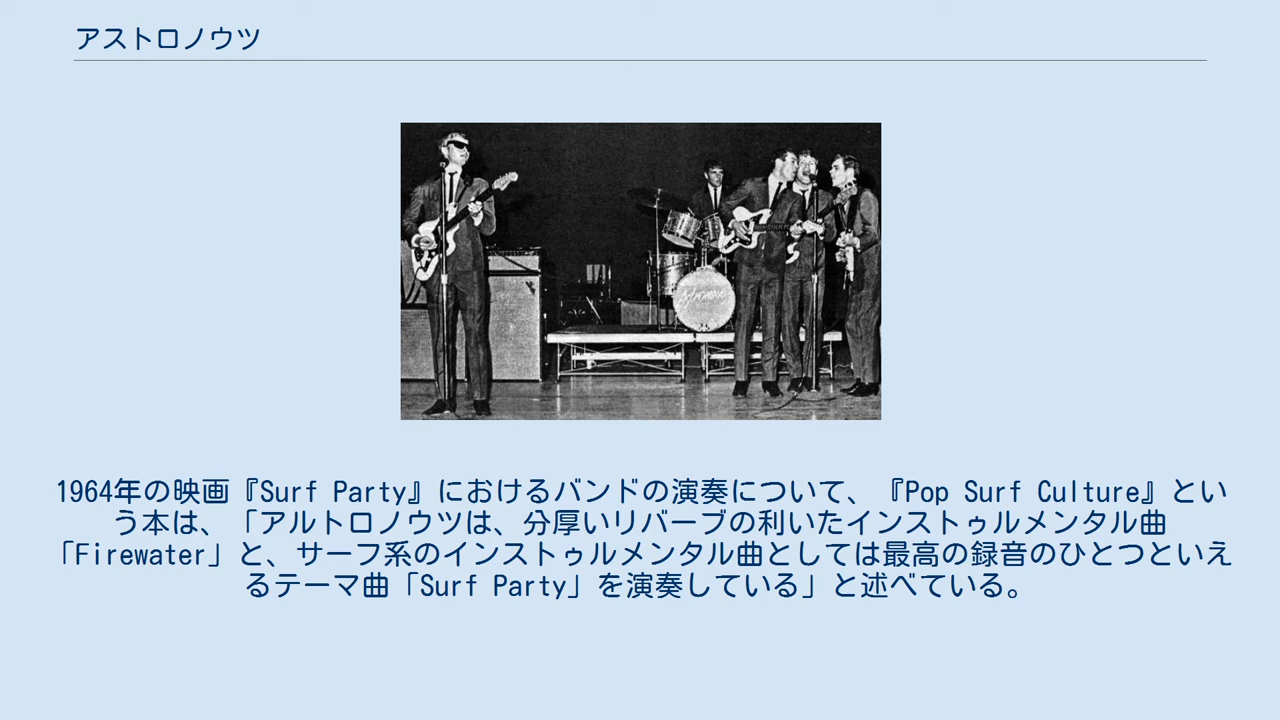 アストロノウツ
1964年の映画『Surf Party』におけるバンドの演奏について、『Pop Surf Culture』とい
う本は、「アルトロノウツは、分厚いリバーブの利いたインストゥルメンタル曲
「Firewater」と、サーフ系のインストゥルメンタル曲としては最高の録音のひとつといえ
るテーマ曲「Surf Party」を演奏している」と述べている。